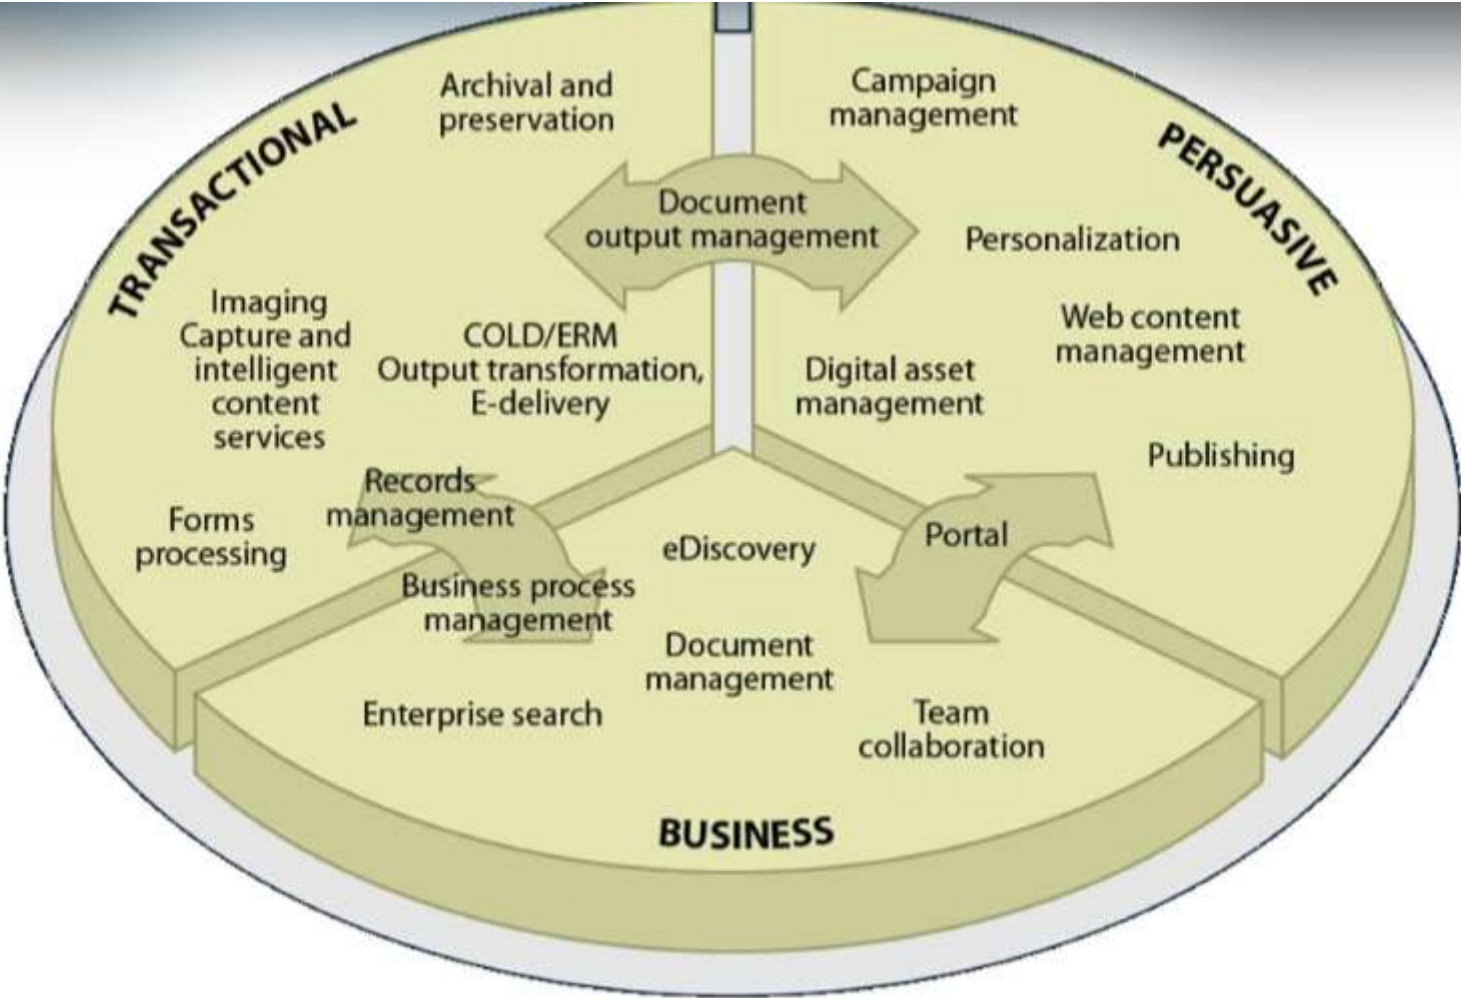 TRANSACTIONAL
Archival and
preservation
Imaging
Capture and
intelligent
content
services
COLD/ERM
Output transformation,
E-delivery
Forms
processing
Document
output management
PERSUASIVE
Campaign
management
Personalization
Web content
management
Digital asset
management
Publishing
Records
management
Business process
management
Portal
eDiscovery
Document
management
Enterprise search
Team
collaboration
BUSINESS